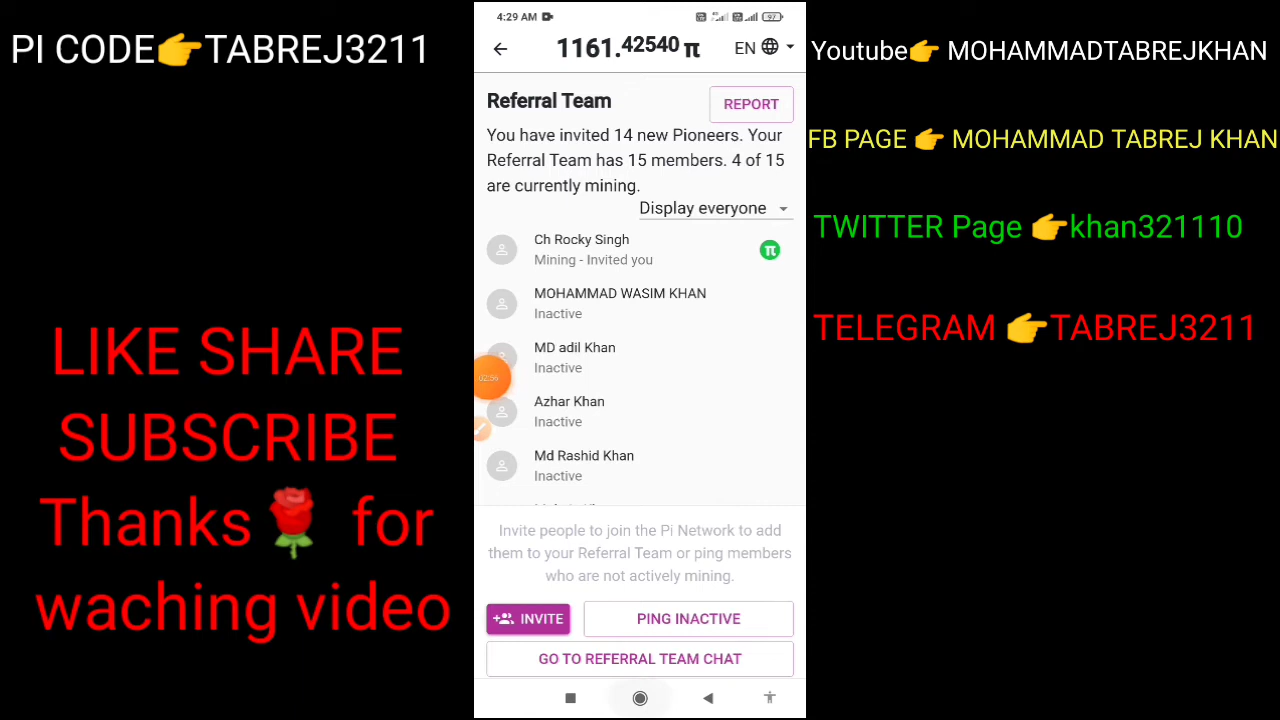 PI CODE👉TABREJ3211
LIKE SHARE
SUBSCRIBE
Thanks🌹 for
waching video
4:29 AM
97
1161.42540 π
EN
Referral Team
REPORT
You have invited 14 new Pioneers. Your
Referral Team has 15 members. 4 of 15
are currently mining.
Display everyone
Ch Rocky Singh
Mining - Invited you
π
MOHAMMAD WASIM KHAN
Inactive
MD adil Khan
Inactive
Azhar Khan
Inactive
Md Rashid Khan
Inactive
Invite people to join the Pi Network to add
them to your Referral Team or ping members
who are not actively mining.
INVITE
PING INACTIVE
GO TO REFERRAL TEAM CHAT
Youtube👉 MOHAMMADTABREJKHAN
FB PAGE 👉 MOHAMMAD TABREJ KHAN
TWITTER Page 👉khan321110
TELEGRAM 👉TABREJ3211